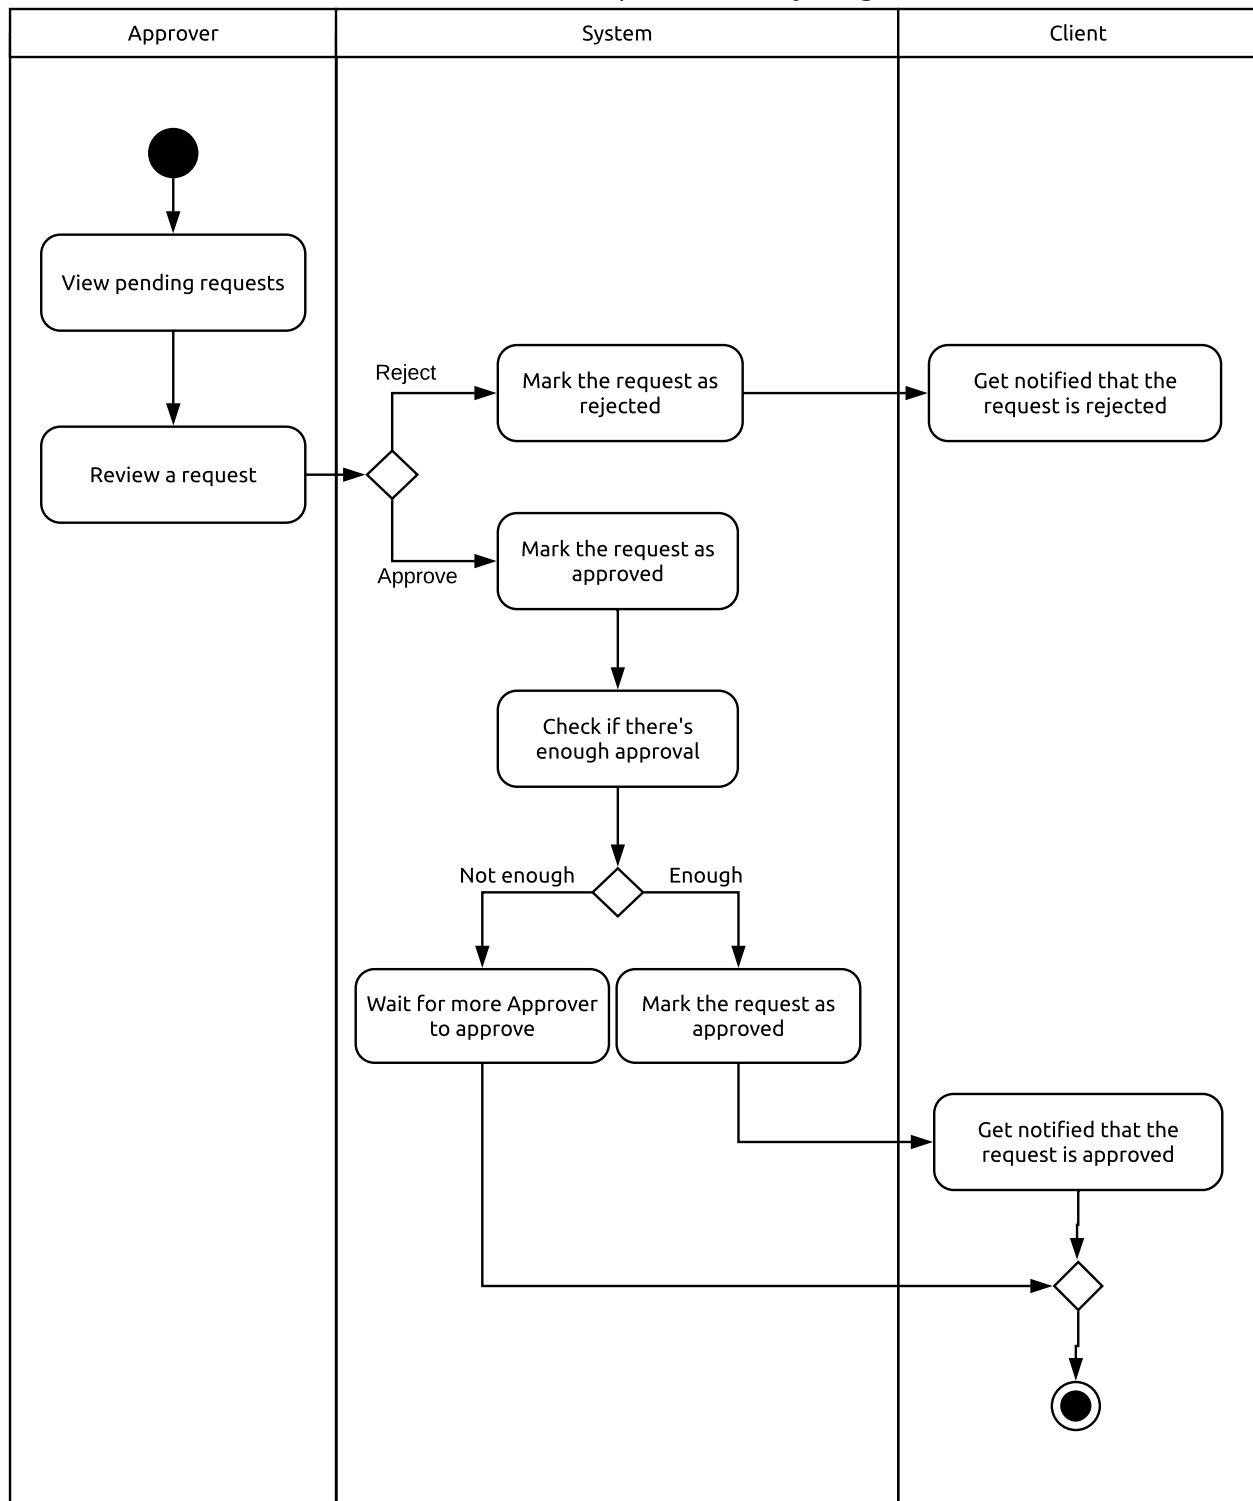 Approver
System
Client
View pending requests
Reject
Mark the request as
rejected
Get notified that the
request is rejected
Review a request
Mark the request as
approved
Approve
Check if there's
enough approval
Not enough
Enough
Wait for more Approver
to approve
Mark the request as
approved
Get notified that the
request is approved